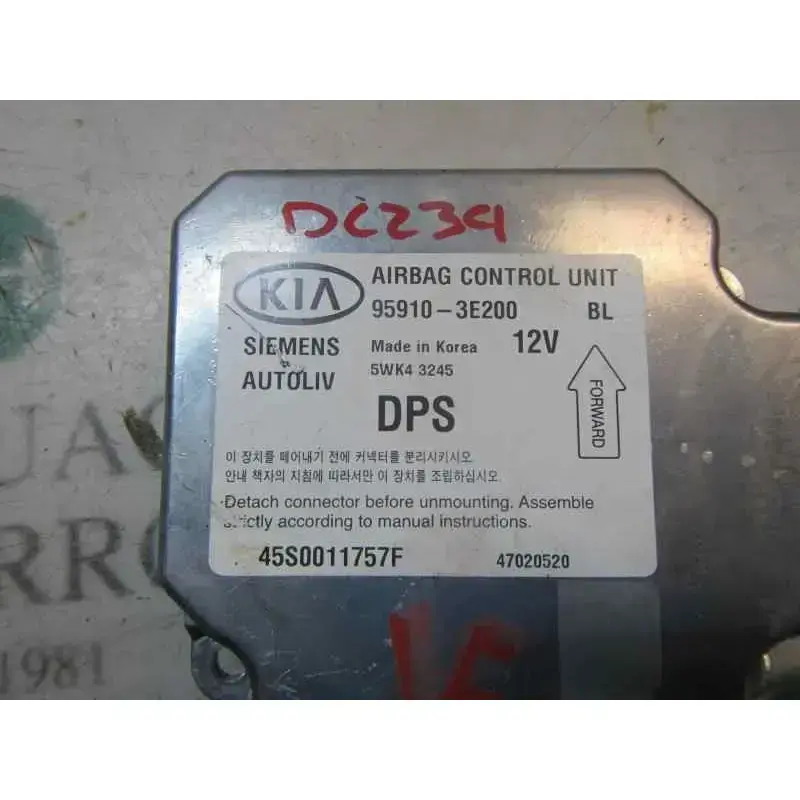 DC239
KIA AIRBAG CONTROL UNIT
95910-3E200 BL
SIEMENS Made in Korea 12V
AUTOLIV 5WK4 3245
DPS
FORWARD
이 장치를 떼어내기 전에 커넥터를 분리시키시오.
안내 책자의 지침에 따라서만 이 장치를 조립하십시오.
Detach connector before unmounting. Assemble
strictly according to manual instructions.
45S0011757F 47020520
1981